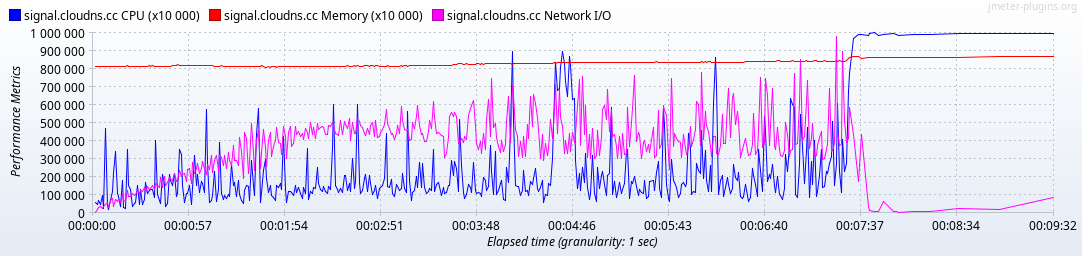 jmeter-plugins.org
signal.cloudns.cc CPU (x10 000) signal.cloudns.cc Memory (x10 000) signal.cloudns.cc Network I/O
1 000 000
900 000
800 000
700 000
600 000
500 000
400 000
300 000
200 000
100 000
0
Performance Metrics
00:00:00 00:00:57 00:01:54 00:02:51 00:03:48 00:04:46 00:05:43 00:06:40 00:07:37 00:08:34 00:09:32
Elapsed time (granularity: 1 sec)